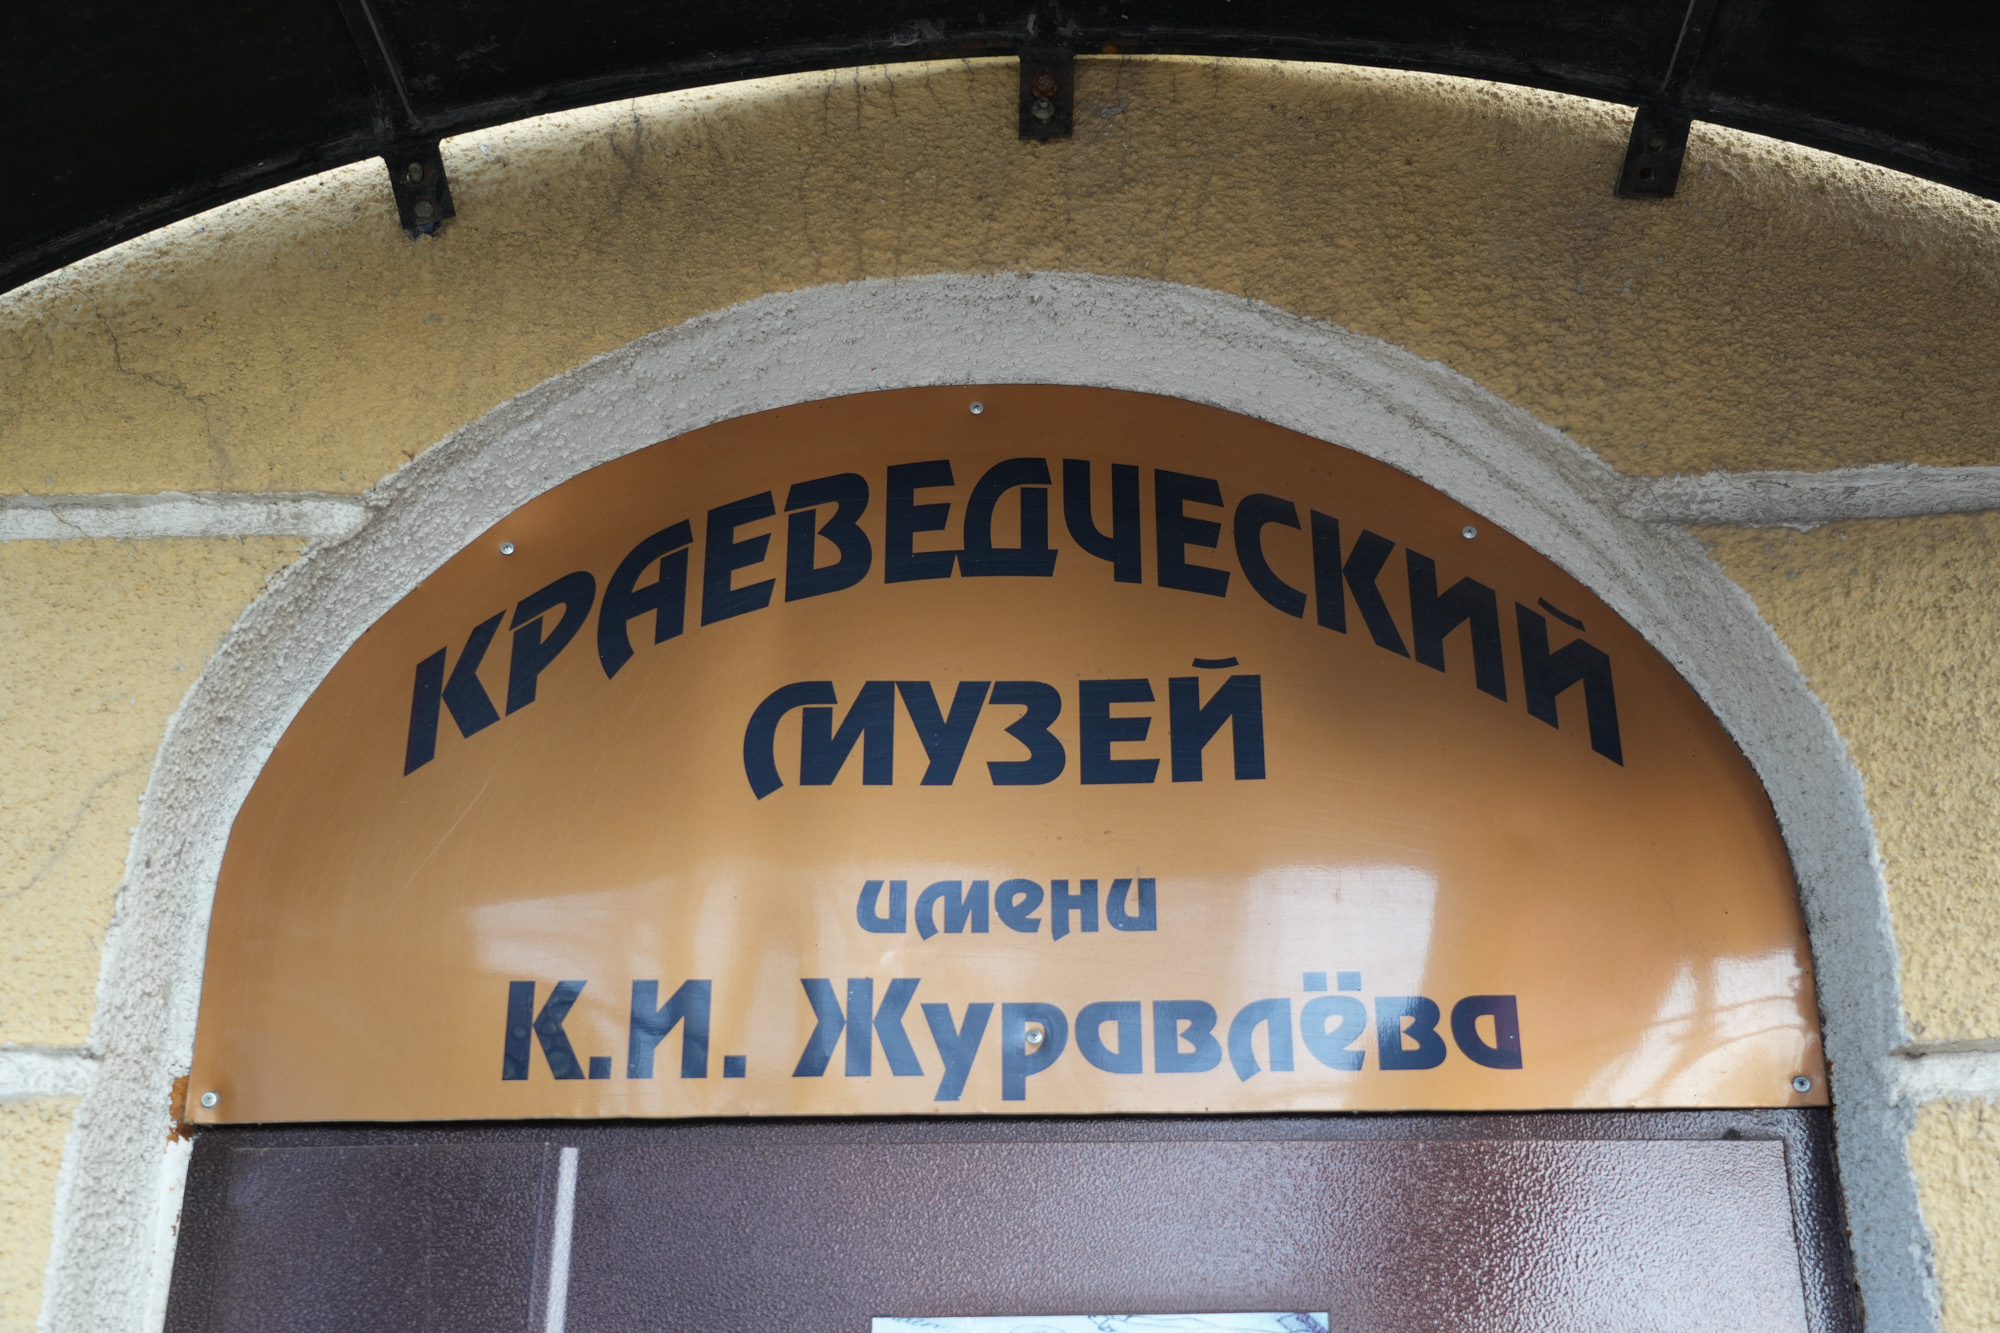 КРАЕВЕДЧЕСКИЙ
МУЗЕЙ
имени
К.И. Журавлёва